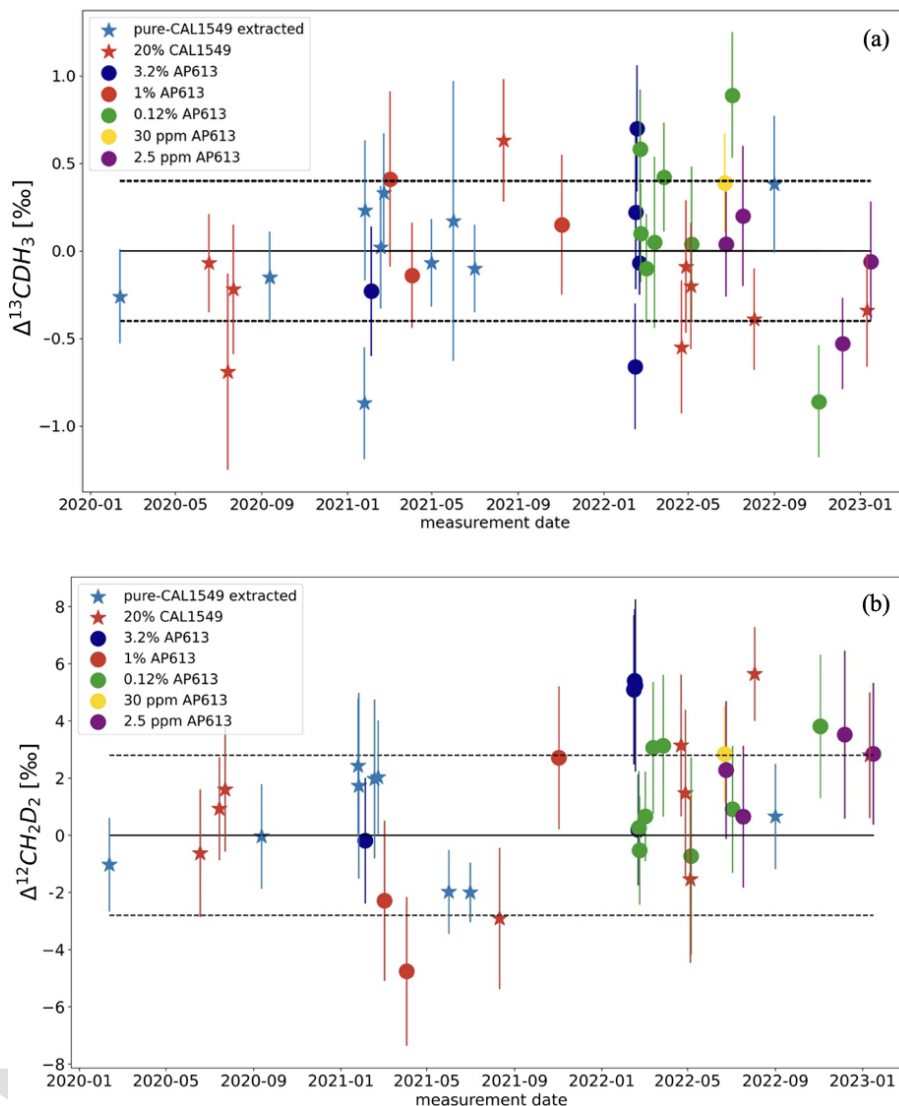 (a)
pure-CAL1549 extracted
20% CAL1549
3.2% AP613
1% AP613
0.12% AP613
30 ppm AP613
2.5 ppm AP613
Δ¹³CDH₃ [‰]
1.0
0.5
0.0
−0.5
−1.0
2020-01 2020-05 2020-09 2021-01 2021-05 2021-09 2022-01 2022-05 2022-09 2023-01
measurement date
(b)
pure-CAL1549 extracted
20% CAL1549
3.2% AP613
1% AP613
0.12% AP613
30 ppm AP613
2.5 ppm AP613
Δ¹²CH₂D₂ [‰]
8
6
4
2
0
−2
−4
−6
−8
2020-01 2020-05 2020-09 2021-01 2021-05 2021-09 2022-01 2022-05 2022-09 2023-01
measurement date